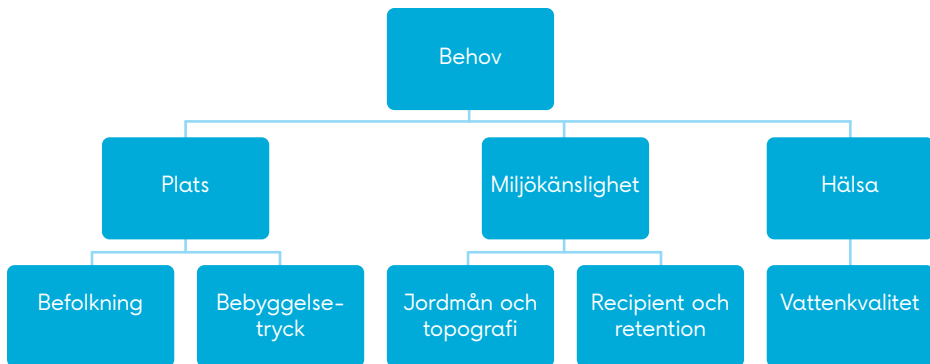 Behov
Plats
Miljökänslighet
Hälsa
Befolkning
Bebyggelse-
tryck
Jordmån och
topografi
Recipient och
retention
Vattenkvalitet